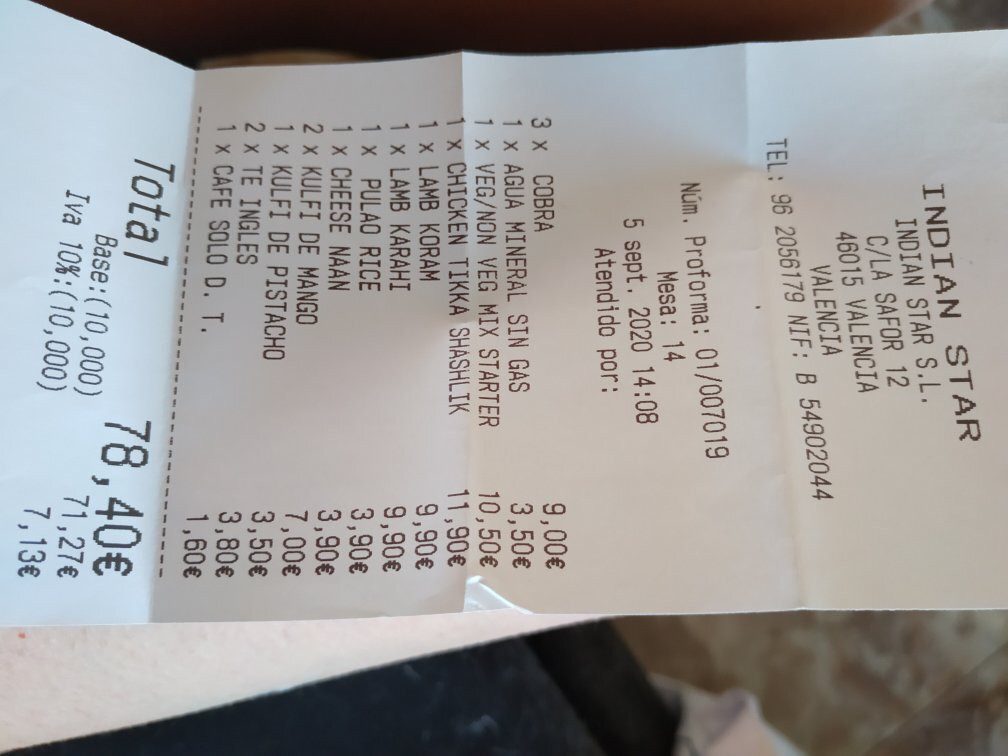 INDIAN STAR
INDIAN STAR S.L.
C/LA SAFOR 12
46015 VALENCIA
VALENCIA
TEL: 96 2056179 NIF: B 54902044
Núm. Proforma: 01/007019
Mesa: 14
5 sept. 2020 14:08
Atendido por:
3 x COBRA 9,00€
1 x AGUA MINERAL SIN GAS 3,50€
1 x VEG/NON VEG MIX STARTER 10,50€
1 x CHICKEN TIKKA SHASHLIK 11,90€
1 x LAMB KORAM 9,90€
1 x LAMB KARAHI 9,90€
1 x PULAO RICE 3,90€
1 x CHEESE NAAN 3,90€
2 x KULFI DE MANGO 7,00€
1 x KULFI DE PISTACHO 3,50€
2 x TE INGLES 3,80€
1 x CAFE SOLO D. T. 1,60€
Total 78,40€
Base:(10,000) 71,27€
Iva 10%:(10,000) 7,13€